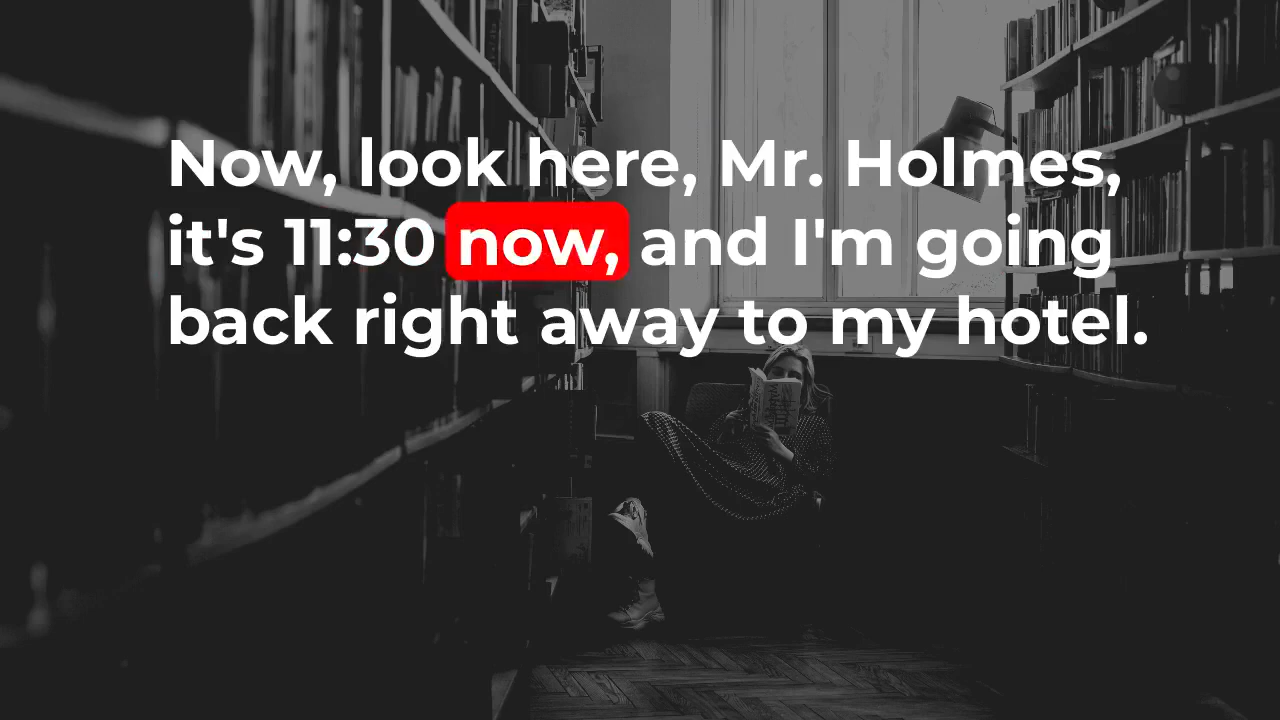 Now, look here, Mr. Holmes,
it's 11:30 now, and I'm going
back right away to my hotel.